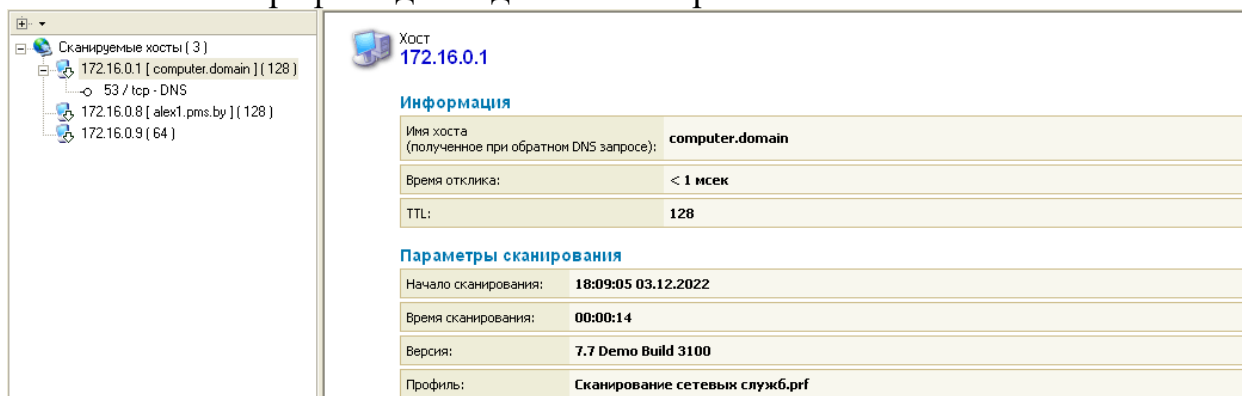 Сканируемые хосты ( 3 )
172.16.0.1 [ computer.domain ] ( 128 )
53 / tcp - DNS
172.16.0.8 [ alex1.pms.by ] ( 128 )
172.16.0.9 ( 64 )
Хост
172.16.0.1
Информация
Имя хоста
(полученное при обратном DNS запросе): computer.domain
Время отклика: < 1 мсек
TTL: 128
Параметры сканирования
Начало сканирования: 18:09:05 03.12.2022
Время сканирования: 00:00:14
Версия: 7.7 Demo Build 3100
Профиль: Сканирование сетевых служб.prf